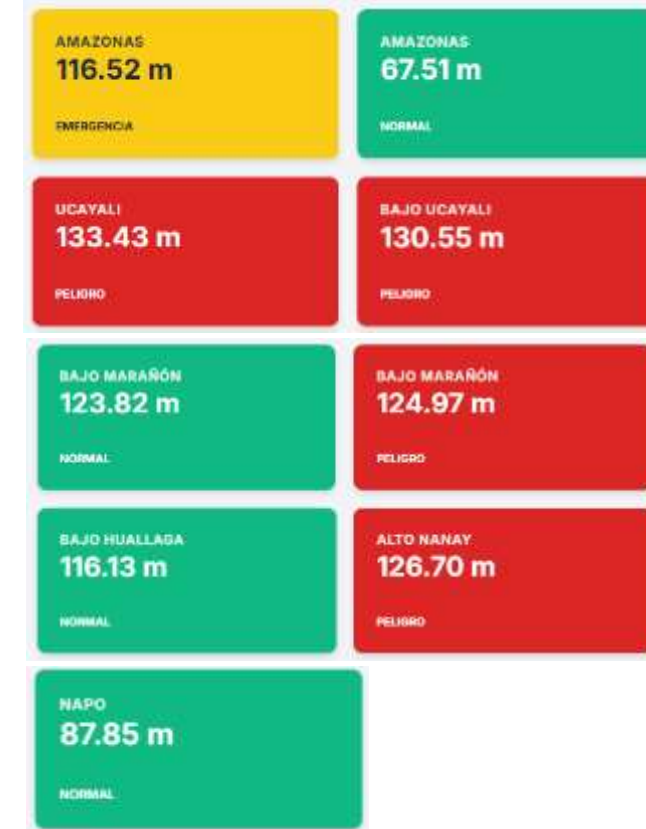 AMAZONAS
116.52 m
EMERGENCIA
AMAZONAS
67.51 m
NORMAL
UCAYALI
133.43 m
PELIGRO
BAJO UCAYALI
130.55 m
PELIGRO
BAJO MARAÑÓN
123.82 m
NORMAL
BAJO MARAÑÓN
124.97 m
PELIGRO
BAJO HUALLAGA
116.13 m
NORMAL
ALTO NANAY
126.70 m
PELIGRO
NAPO
87.85 m
NORMAL